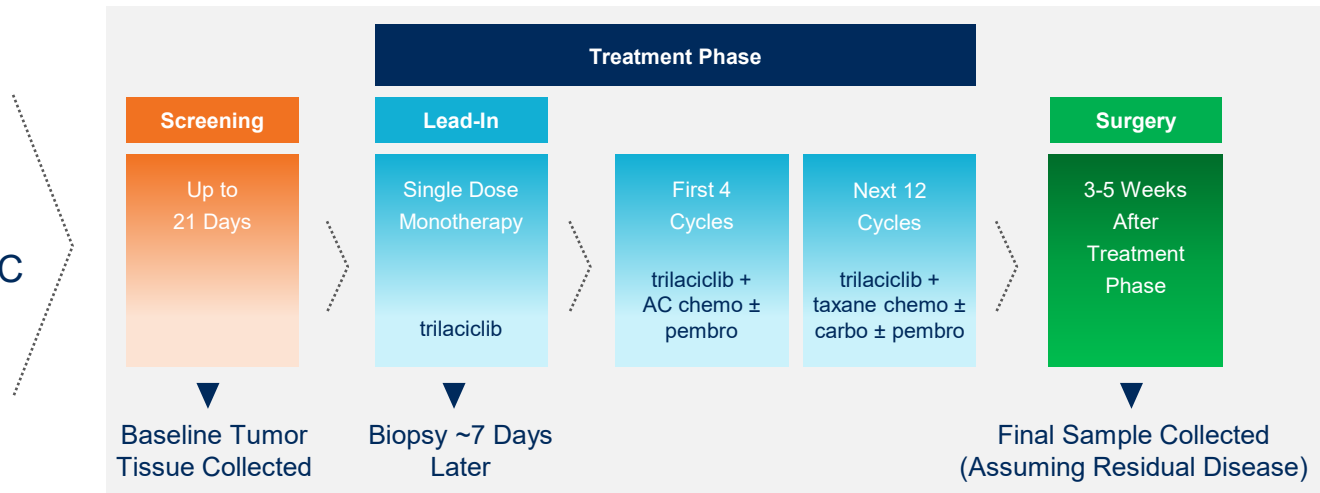 Treatment Phase
Screening
Lead-In
Surgery
Up to
21 Days
Single Dose
Monotherapy
trilaciclib
First 4
Cycles
trilaciclib +
AC chemo ±
pembro
Next 12
Cycles
trilaciclib +
taxane chemo ±
carbo ± pembro
3-5 Weeks
After
Treatment
Phase
C
Baseline Tumor
Tissue Collected
Biopsy ~7 Days
Later
Final Sample Collected
(Assuming Residual Disease)